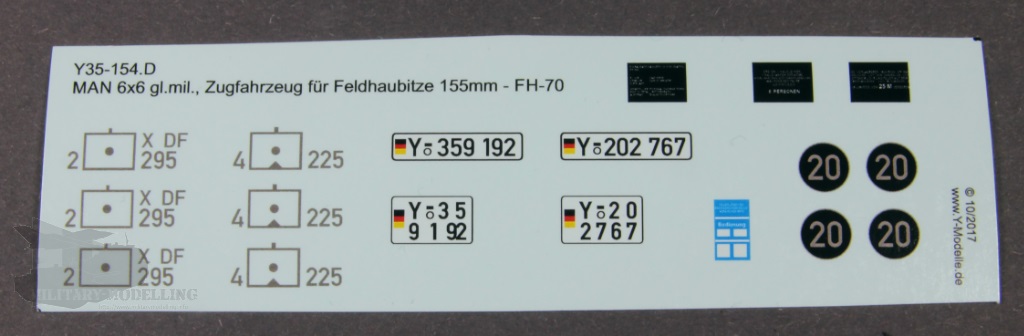 Y35-154.D
MAN 6x6 gl.mil., Zugfahrzeug für Feldhaubitze 155mm - FH-70
X DF
2 295
X DF
2 295
X DF
2 295
4 225
4 225
4 225
Y 359 192
Y 202 767
Y 35
9 192
Y 20
2767
8 PERSONEN
20 20
20 20
© 10/2017
www.Y-Modelle.de
MILITARY-MODELLING